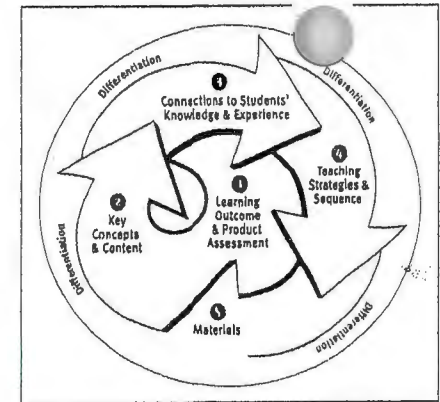 Differentiation
Differentiation
3
Connections to Students'
Knowledge & Experience
4
Teaching
Strategies &
Sequence
1
Learning
Outcome
& Product
Assessment
2
Key
Concepts
& Content
Differentiation
5
Materials
Differentiation